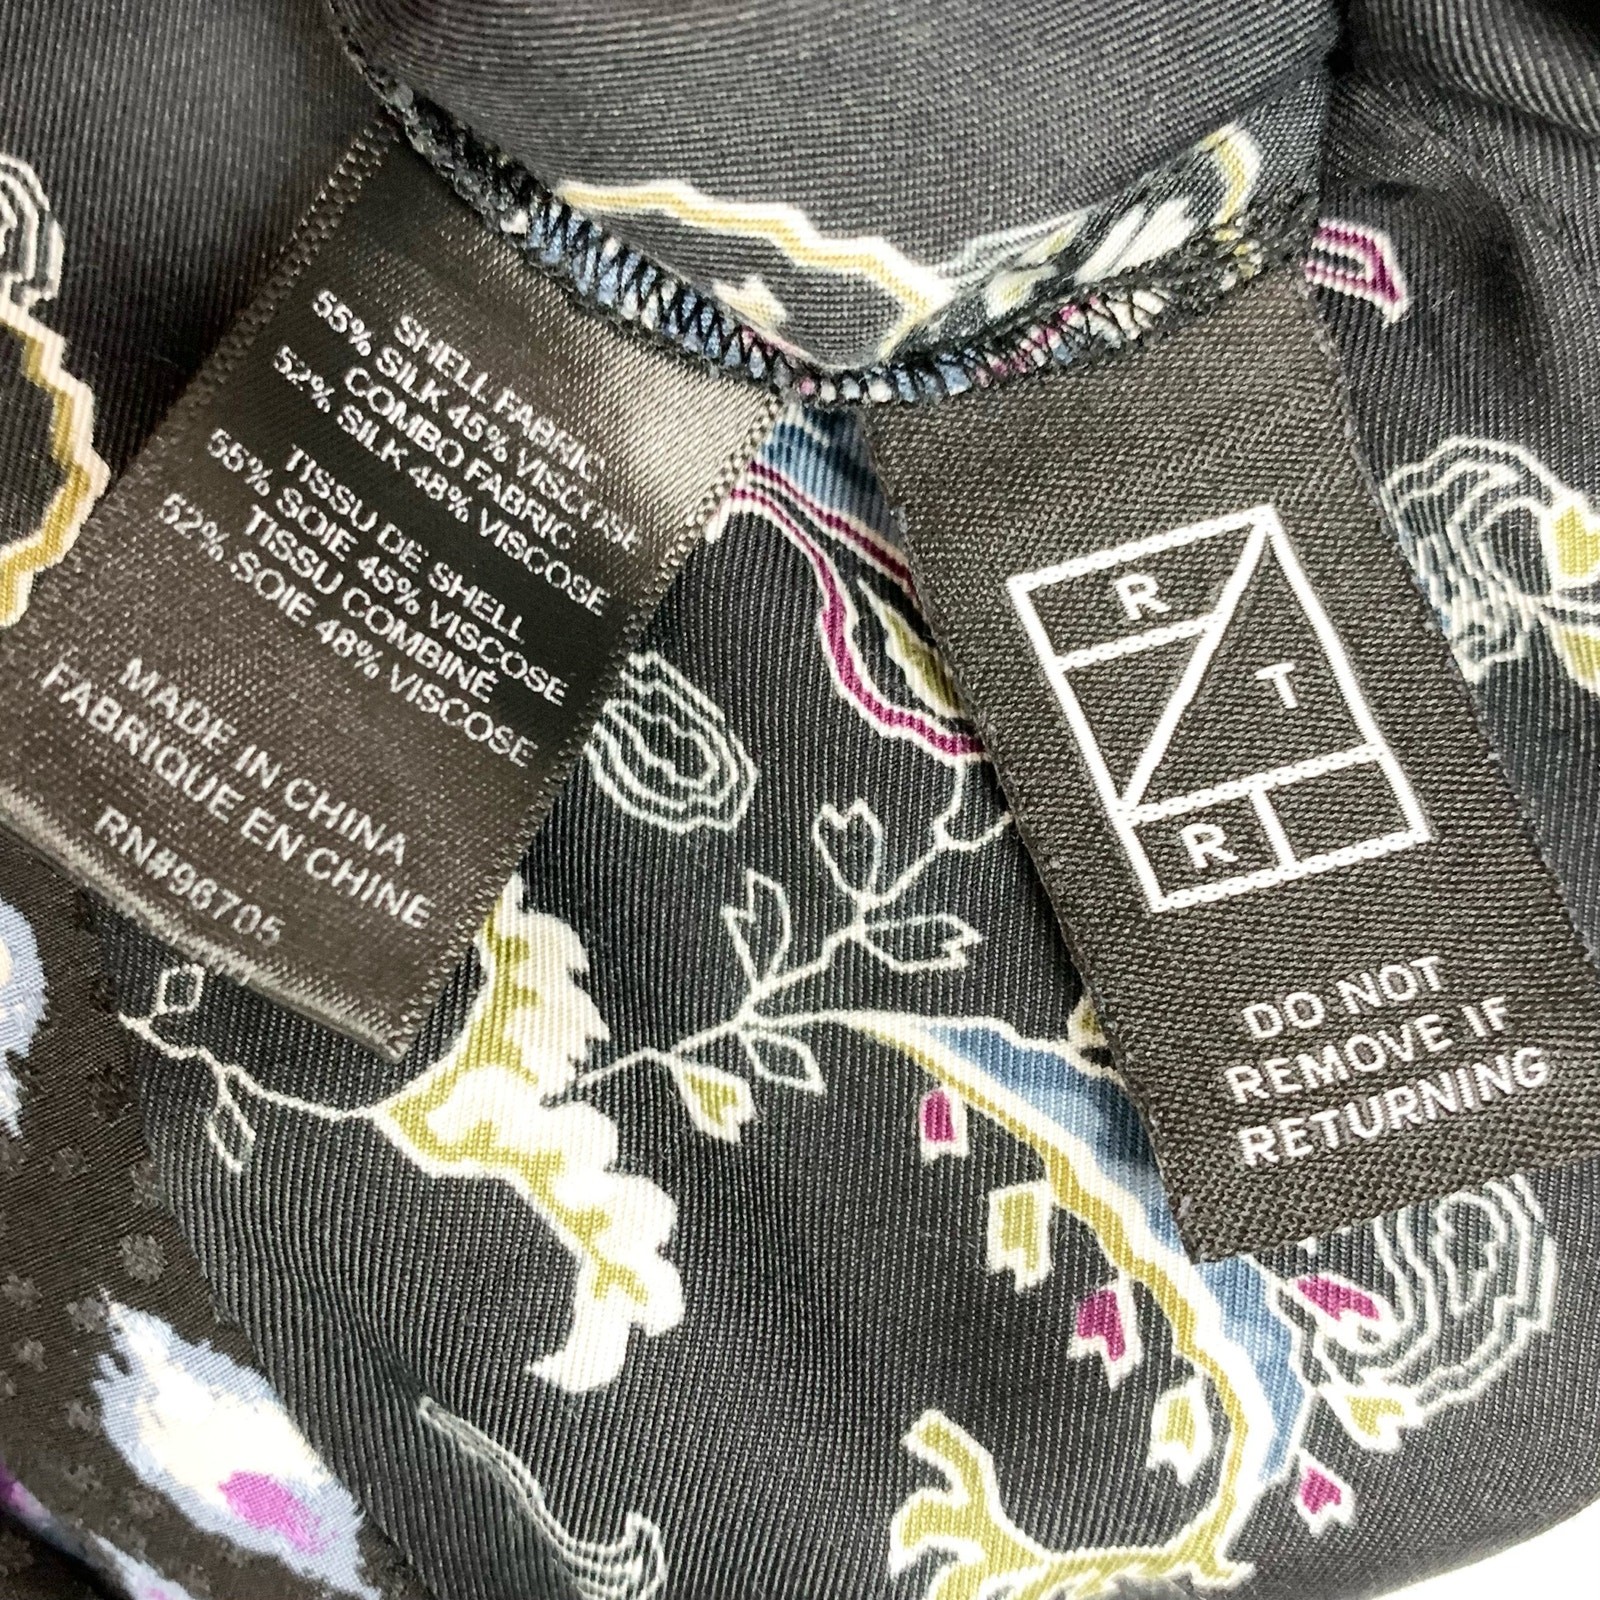 SHELL FABRIC
55% SILK 45% VISCOSE
COMBO FABRIC
52% SILK 48% VISCOSE
TISSU DE SHELL
55% SOIE 45% VISCOSE
TISSU COMBINÉ
52% SOIE 48% VISCOSE
MADE IN CHINA
FABRIQUE EN CHINE
RN#96705
R
T
R
DO NOT
REMOVE IF
RETURNING